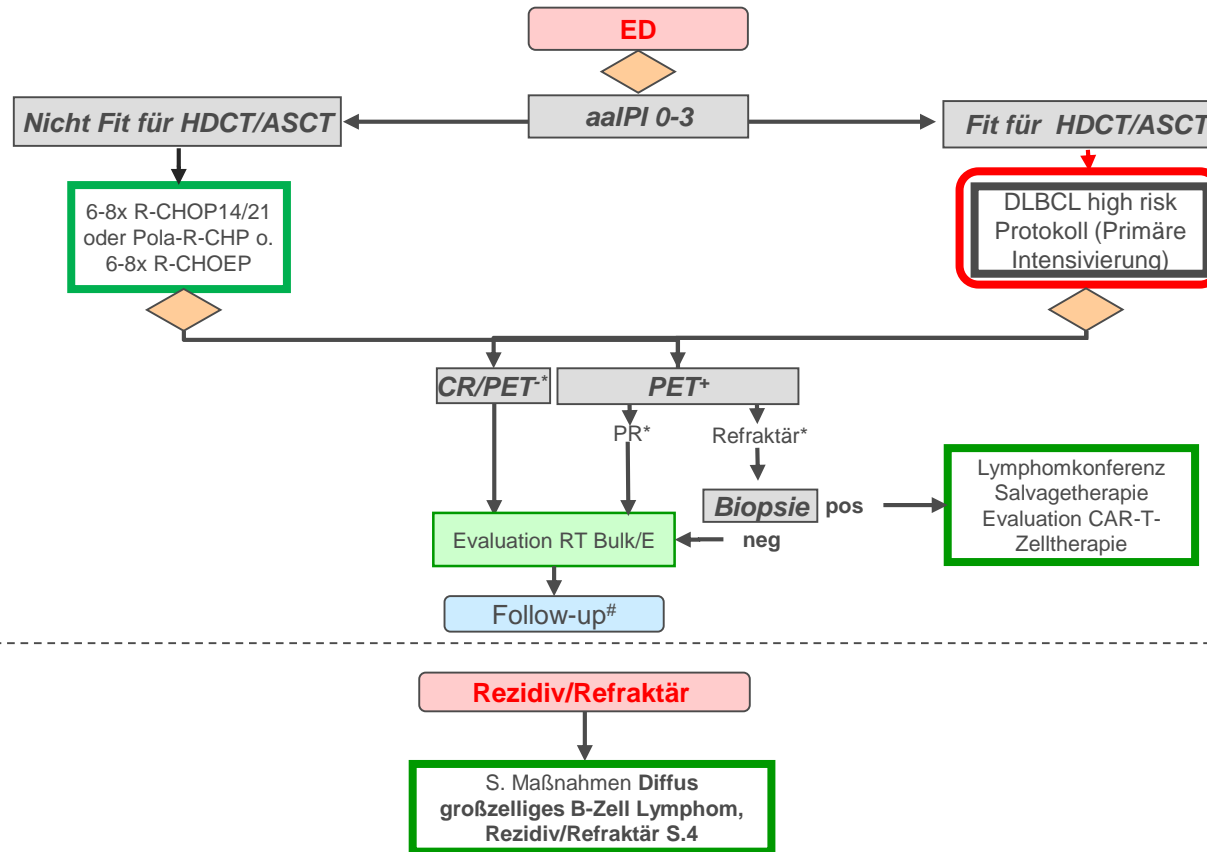 ED
Nicht Fit für HDCT/ASCT
aaIPI 0-3
Fit für HDCT/ASCT
6-8x R-CHOP14/21
oder Pola-R-CHP o.
6-8x R-CHOEP
DLBCL high risk
Protokoll (Primäre
Intensivierung)
CR/PET-*
PET+
PR*
Refraktär*
Biopsie pos
neg
Lymphomkonferenz
Salvagetherapie
Evaluation CAR-T-
Zelltherapie
Evaluation RT Bulk/E
Follow-up#
Rezidiv/Refraktär
S. Maßnahmen Diffus
großzelliges B-Zell Lymphom,
Rezidiv/Refraktär S.4